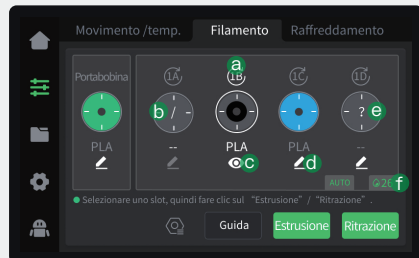 Movimento /temp. Filamento Raffreddamento
a
Portabobina 1A 1B 1C 1D
b / ? e
PLA -- PLA PLA --
c d
AUTO f
Selezionare uno slot, quindi fare clic sul “Estrusione” / “Ritrazione” .
Guida Estrusione Ritrazione